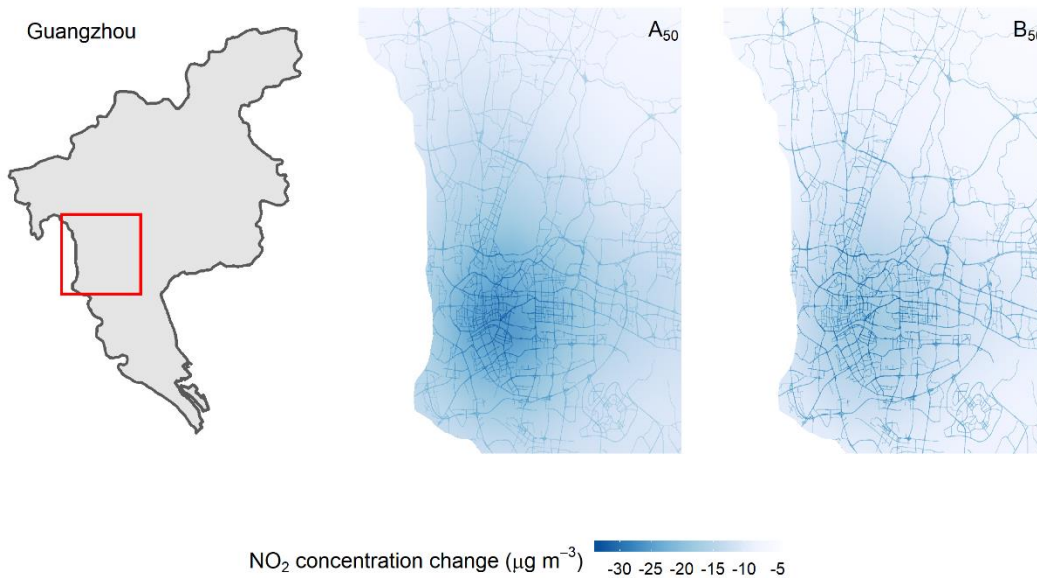 Guangzhou
A₅₀
B₅₀
NO₂ concentration change (μg m⁻³)
-30 -25 -20 -15 -10 -5